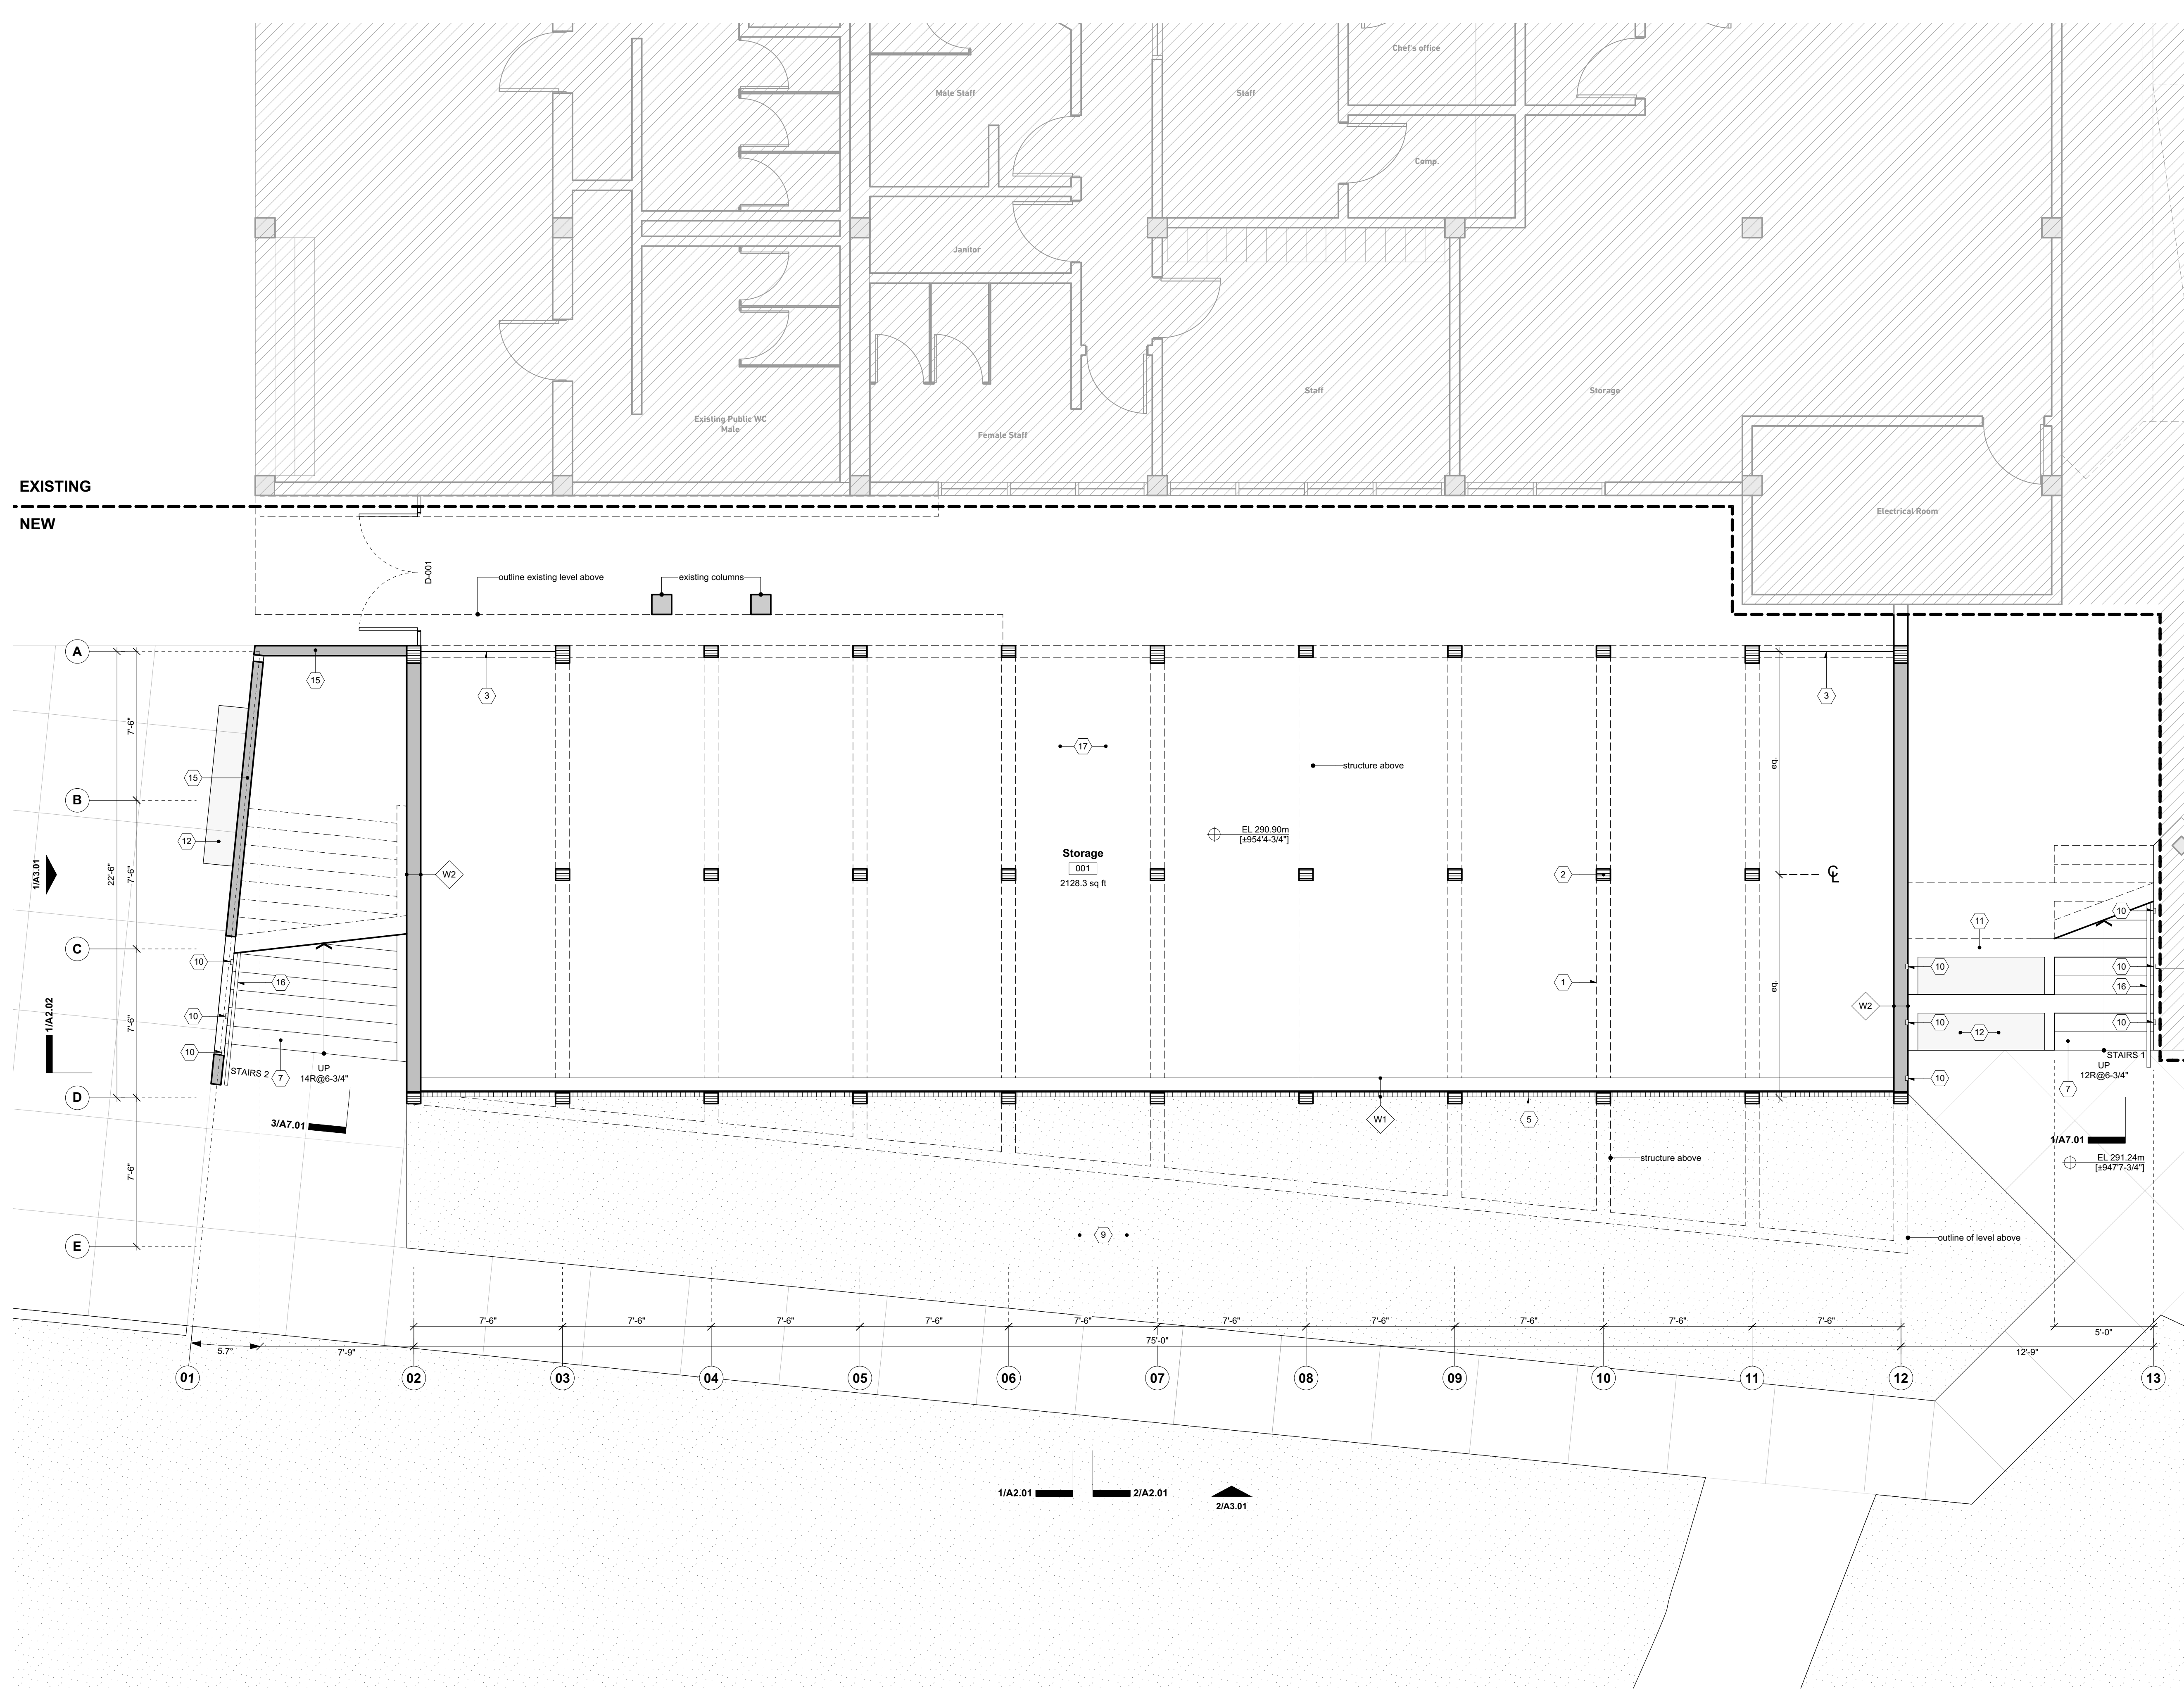 Chef's office
Male Staff
Staff
Comp.
Janitor
Existing Public WC
Male
Female Staff
Staff
Storage
Electrical Room
EXISTING
NEW
D-001
outline existing level above
existing columns
A
15
3
3
7'-6"
17
eq.
15
structure above
B
12
EL 290.90m
[±954'4-3/4"]
1/A3.01
22'-6"
7'-6"
W2
Storage
001
2128.3 sq ft
2
CL
10
11
C
10
16
1
eq.
10
10
16
1/A2.02
7'-6"
10
W2
10
12
10
10
STAIRS 2
7
UP
14R@6-3/4"
STAIRS 1
UP
12R@6-3/4"
10
7
D
W1
5
3/A7.01
1/A7.01
7'-6"
structure above
EL 291.24m
[±947'7-3/4"]
9
outline of level above
E
7'-6"
7'-6"
7'-6"
7'-6"
7'-6"
7'-6"
7'-6"
7'-6"
7'-6"
7'-6"
5'-0"
5.7°
7'-9"
75'-0"
12'-9"
01
02
03
04
05
06
07
08
09
10
11
12
13
1/A2.01
2/A2.01
2/A3.01